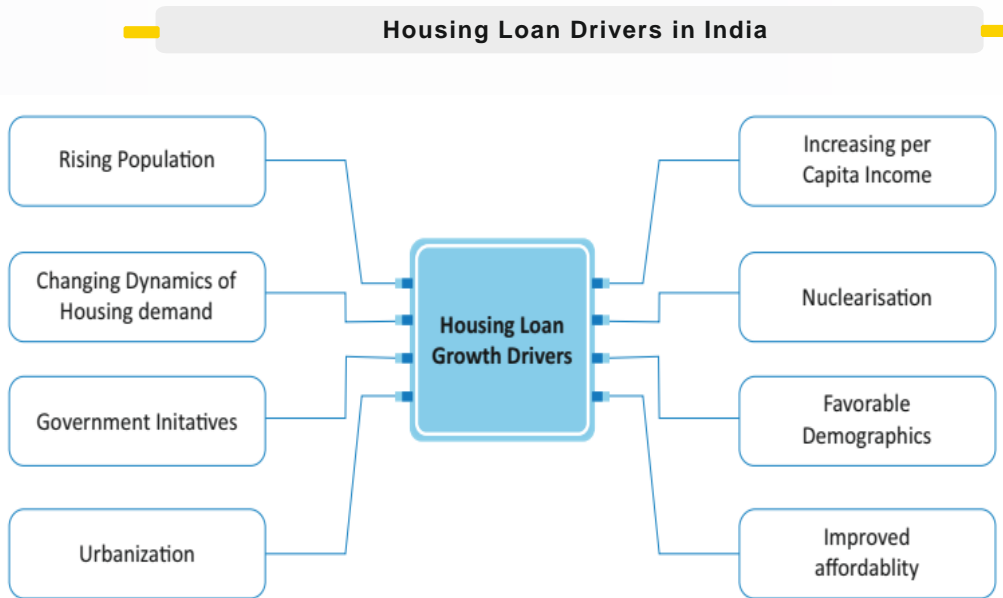 Housing Loan Drivers in India
Rising Population
Changing Dynamics of
Housing demand
Government Initatives
Urbanization
Housing Loan
Growth Drivers
Increasing per
Capita Income
Nuclearisation
Favorable
Demographics
Improved
affordablity